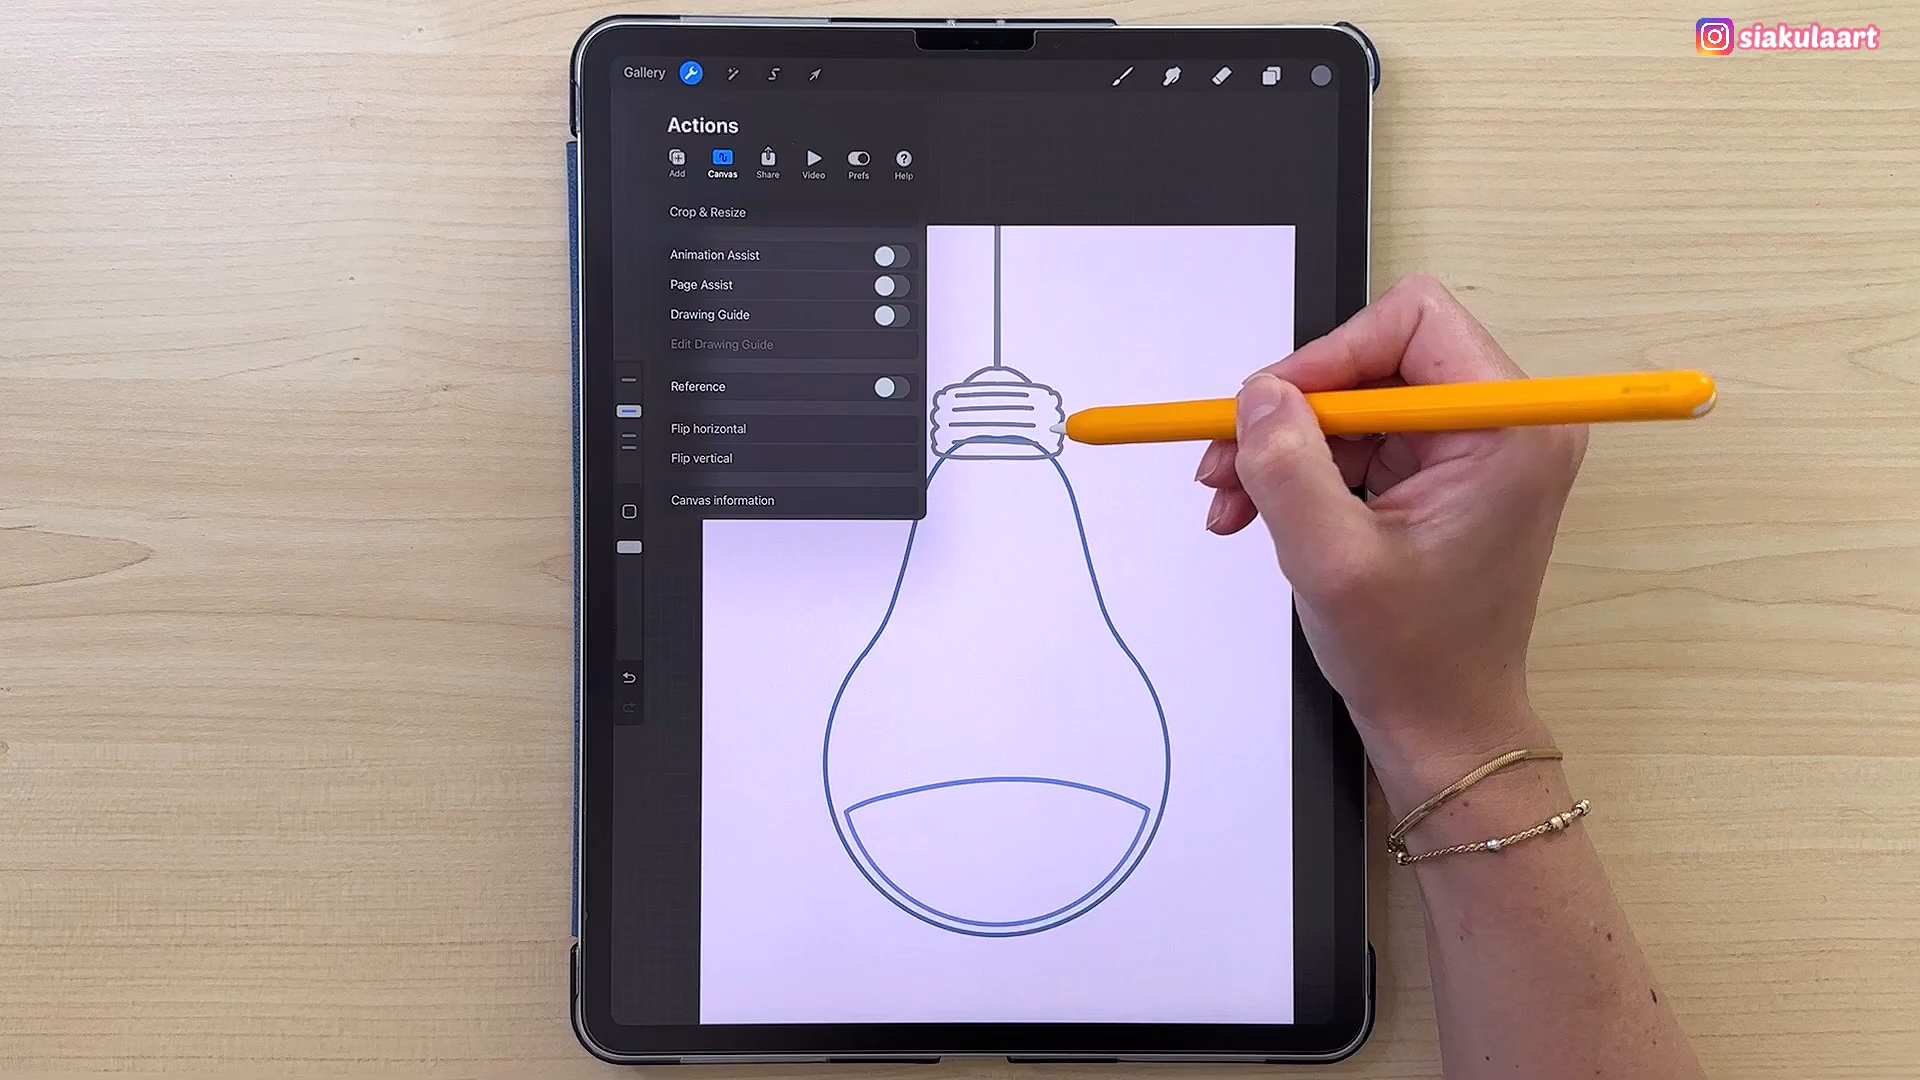 siakulaart
Gallery
Actions
Add Canvas Share Video Prefs Help
Crop & Resize
Animation Assist
Page Assist
Drawing Guide
Edit Drawing Guide
Reference
Flip horizontal
Flip vertical
Canvas information